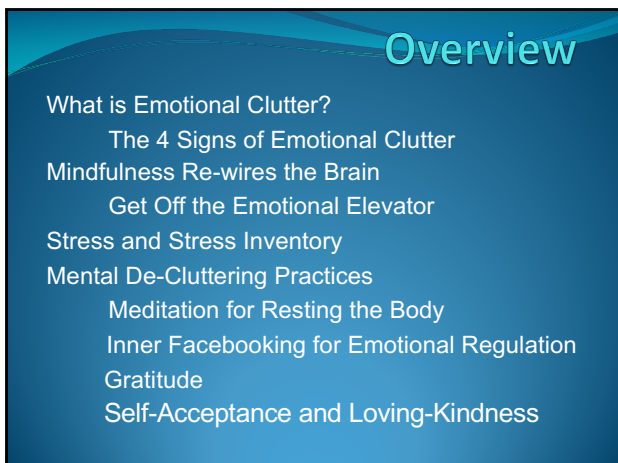 Overview
What is Emotional Clutter?
The 4 Signs of Emotional Clutter
Mindfulness Re-wires the Brain
Get Off the Emotional Elevator
Stress and Stress Inventory
Mental De-Cluttering Practices
Meditation for Resting the Body
Inner Facebooking for Emotional Regulation
Gratitude
Self-Acceptance and Loving-Kindness